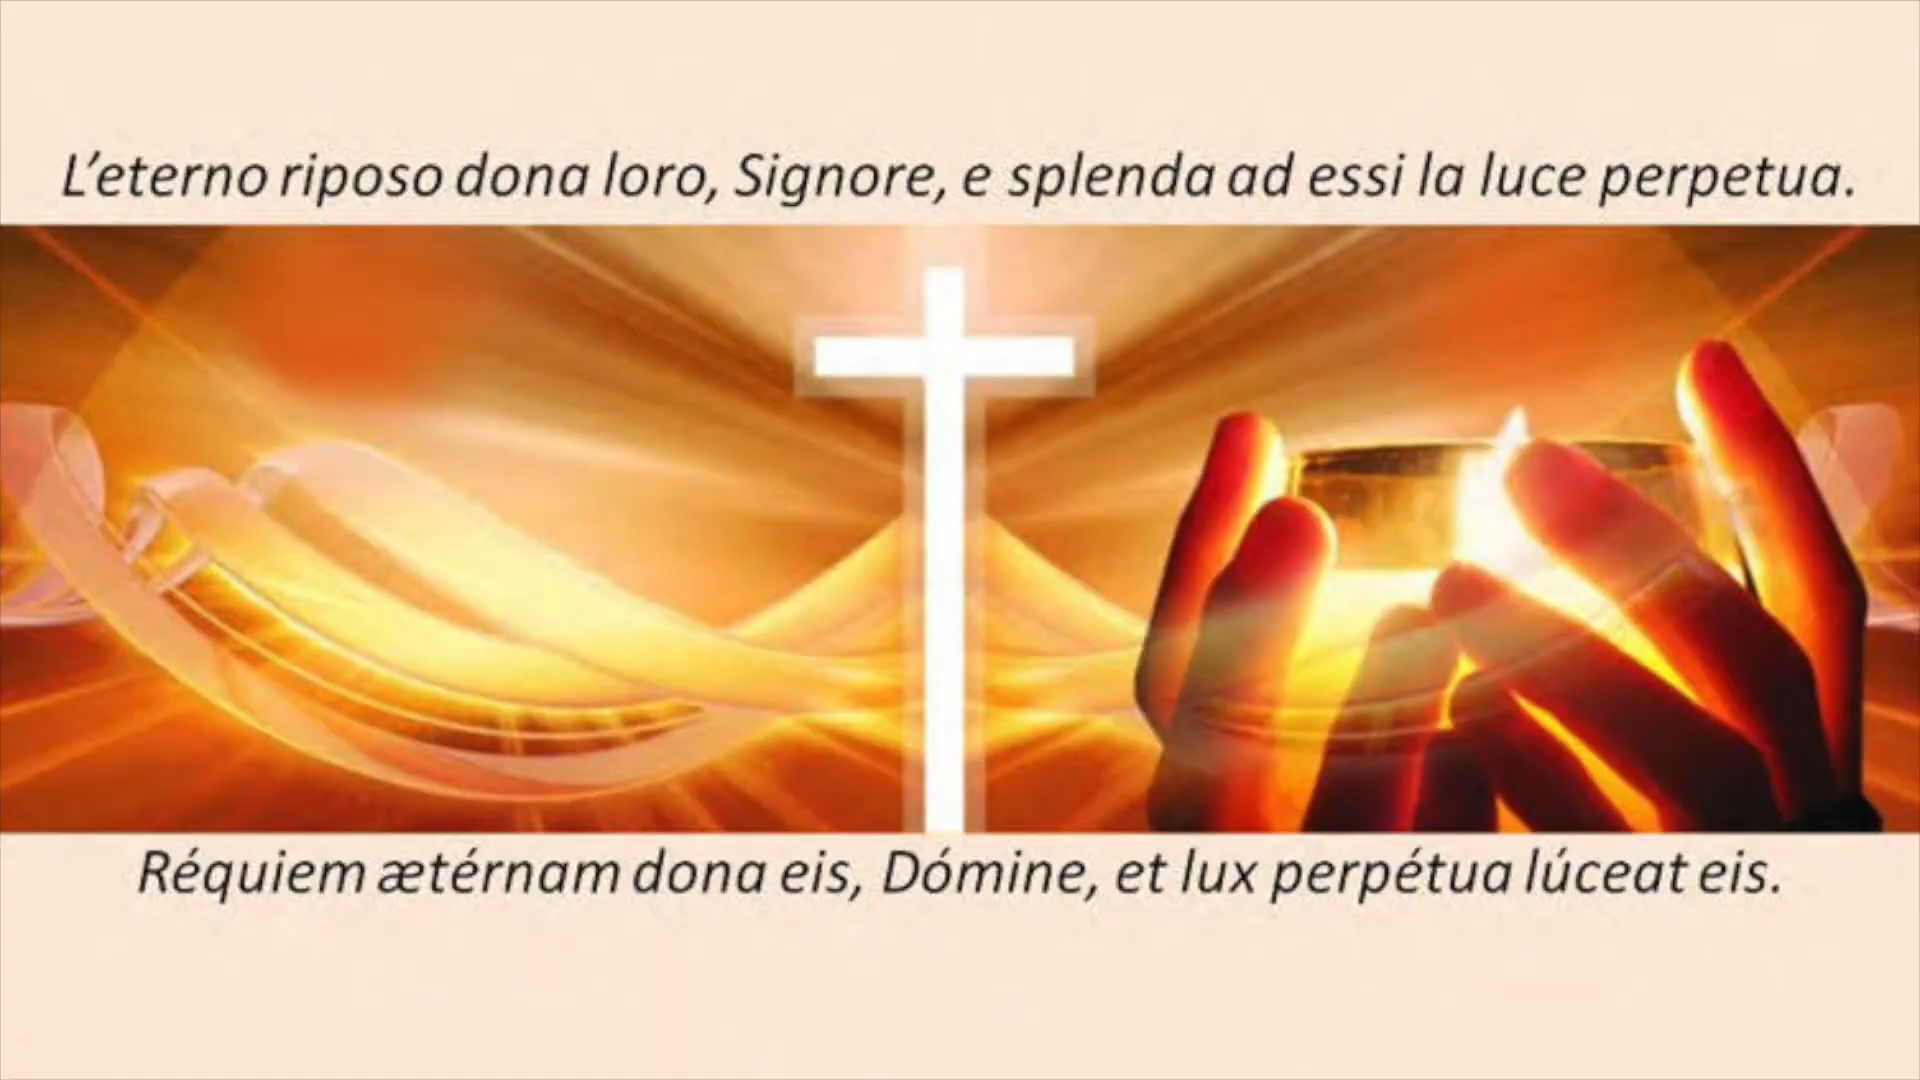 L’eterno riposo dona loro, Signore, e splenda ad essi la luce perpetua.
Réquiem ætérnam dona eis, Dómine, et lux perpétua lúceat eis.